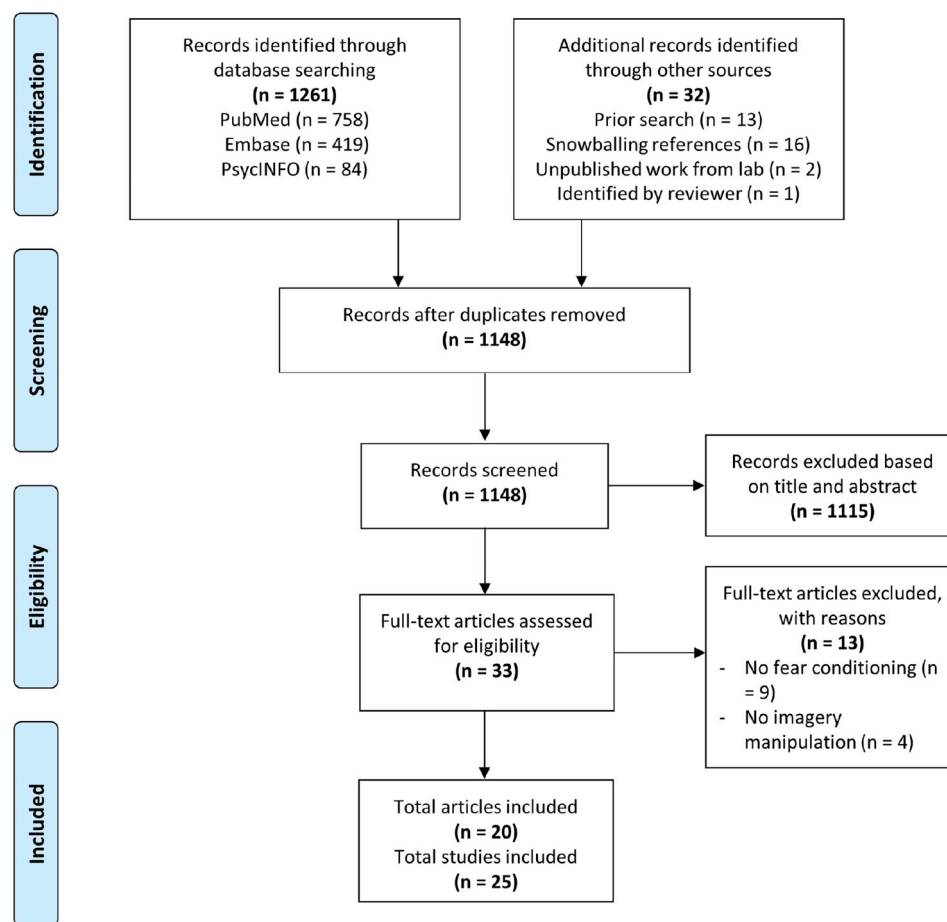 Identification
Records identified through
database searching
(n = 1261)
PubMed (n = 758)
Embase (n = 419)
PsycINFO (n = 84)
Additional records identified
through other sources
(n = 32)
Prior search (n = 13)
Snowballing references (n = 16)
Unpublished work from lab (n = 2)
Identified by reviewer (n = 1)
Screening
Records after duplicates removed
(n = 1148)
Records screened
(n = 1148)
Records excluded based
on title and abstract
(n = 1115)
Eligibility
Full-text articles assessed
for eligibility
(n = 33)
Full-text articles excluded,
with reasons
(n = 13)
- No fear conditioning (n
= 9)
- No imagery
manipulation (n = 4)
Included
Total articles included
(n = 20)
Total studies included
(n = 25)